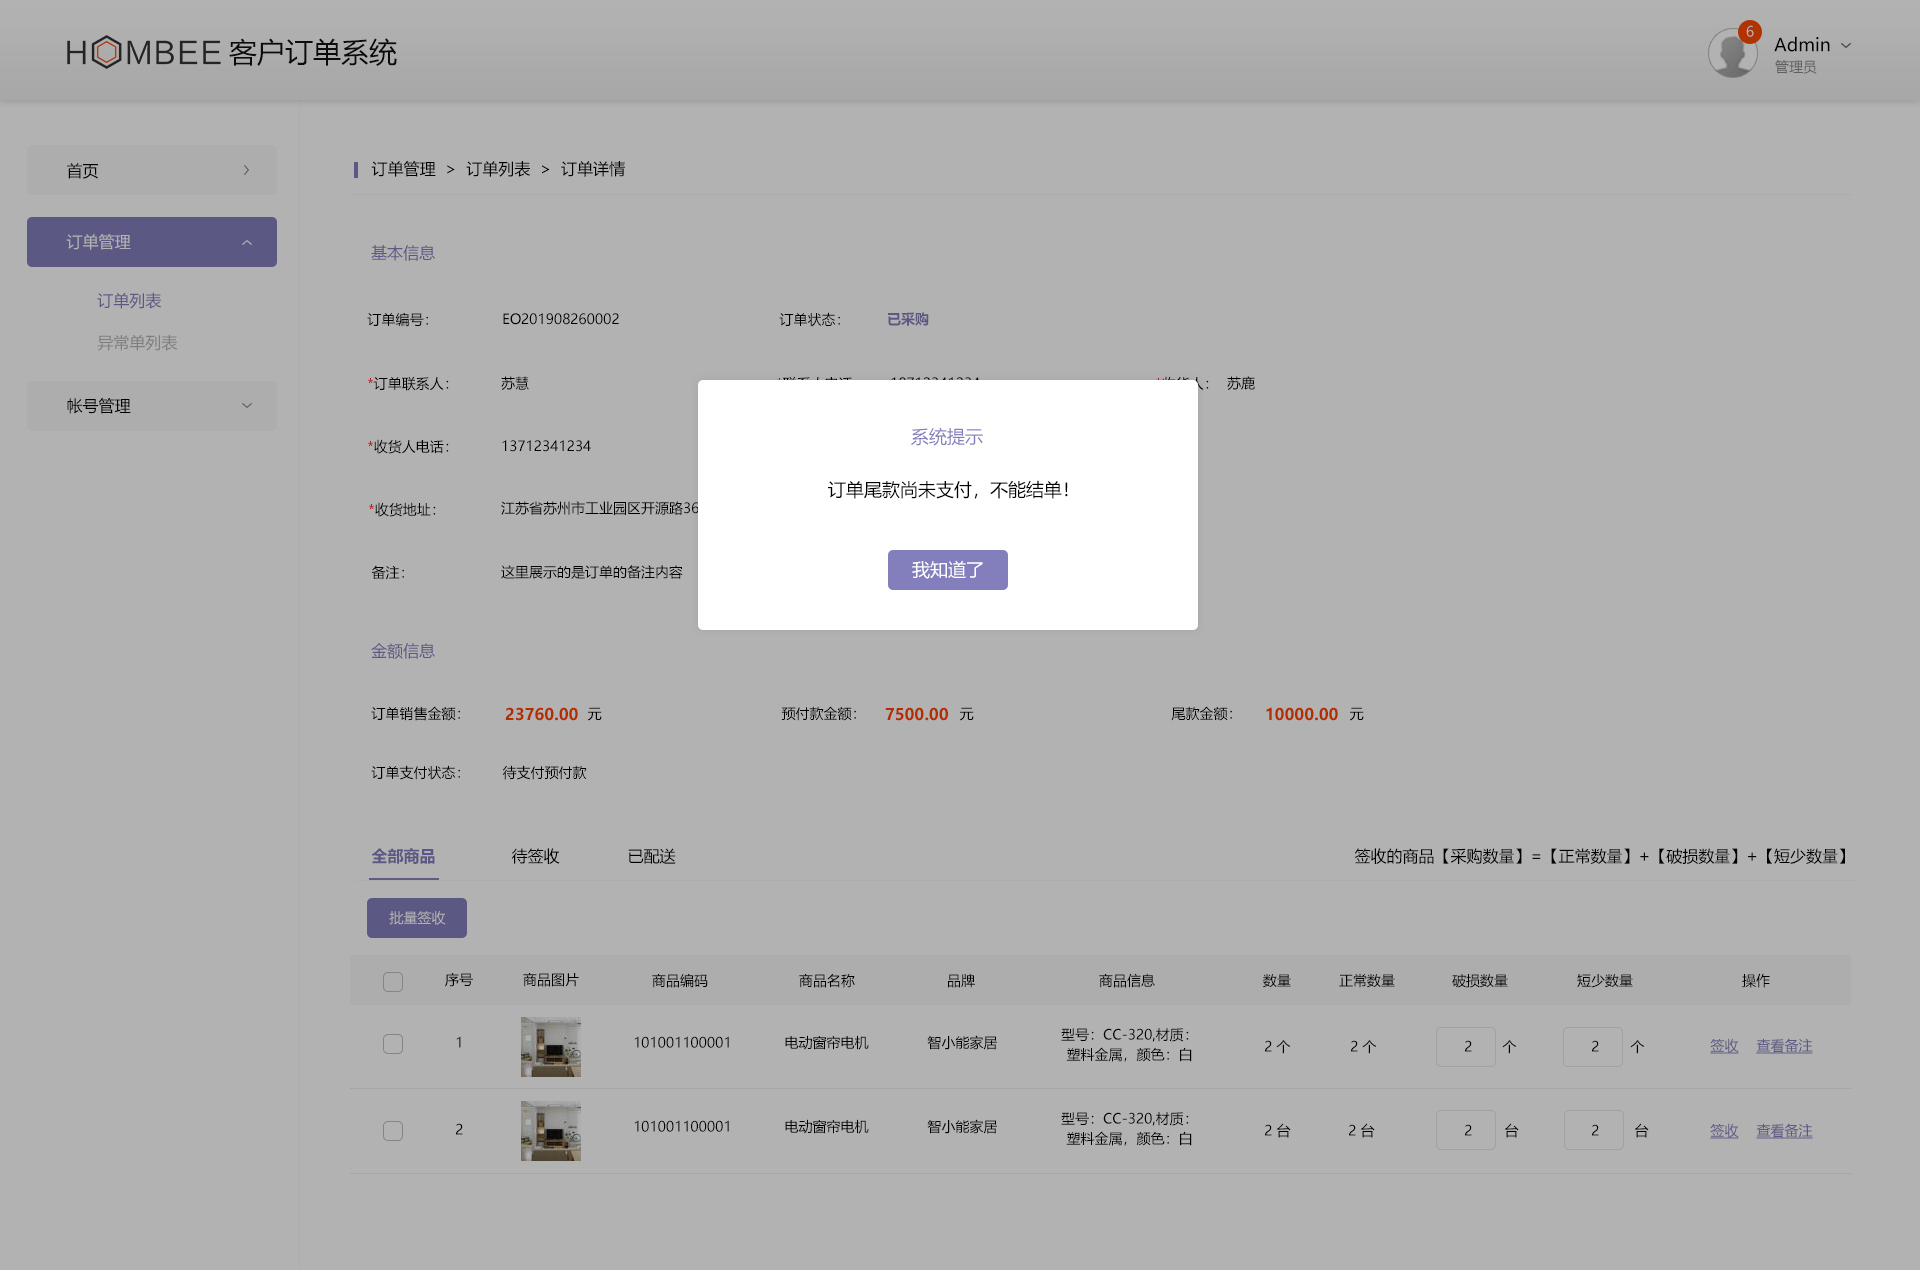 HOMBEE 客户订单系统
6
Admin
管理员
首页
订单管理
订单列表
异常单列表
帐号管理
订单管理 > 订单列表 > 订单详情
基本信息
订单编号： EO201908260002 订单状态： 已采购
*订单联系人： 苏慧 苏鹿
*收货人电话： 13712341234
*收货地址： 江苏省苏州市工业园区开源路36
备注： 这里展示的是订单的备注内容
系统提示
订单尾款尚未支付，不能结单！
我知道了
金额信息
订单销售金额： 23760.00 元 预付款金额： 7500.00 元 尾款金额： 10000.00 元
订单支付状态： 待支付预付款
全部商品 待签收 已配送 签收的商品【采购数量】=【正常数量】+【破损数量】+【短少数量】
批量签收
序号 商品图片 商品编码 商品名称 品牌 商品信息 数量 正常数量 破损数量 短少数量 操作
1 101001100001 电动窗帘电机 智小能家居 型号：CC-320,材质： 2 个 2 个 2 个 2 个 签收 查看备注
塑料金属，颜色：白
2 101001100001 电动窗帘电机 智小能家居 型号：CC-320,材质： 2 台 2 台 2 台 2 台 签收 查看备注
塑料金属，颜色：白